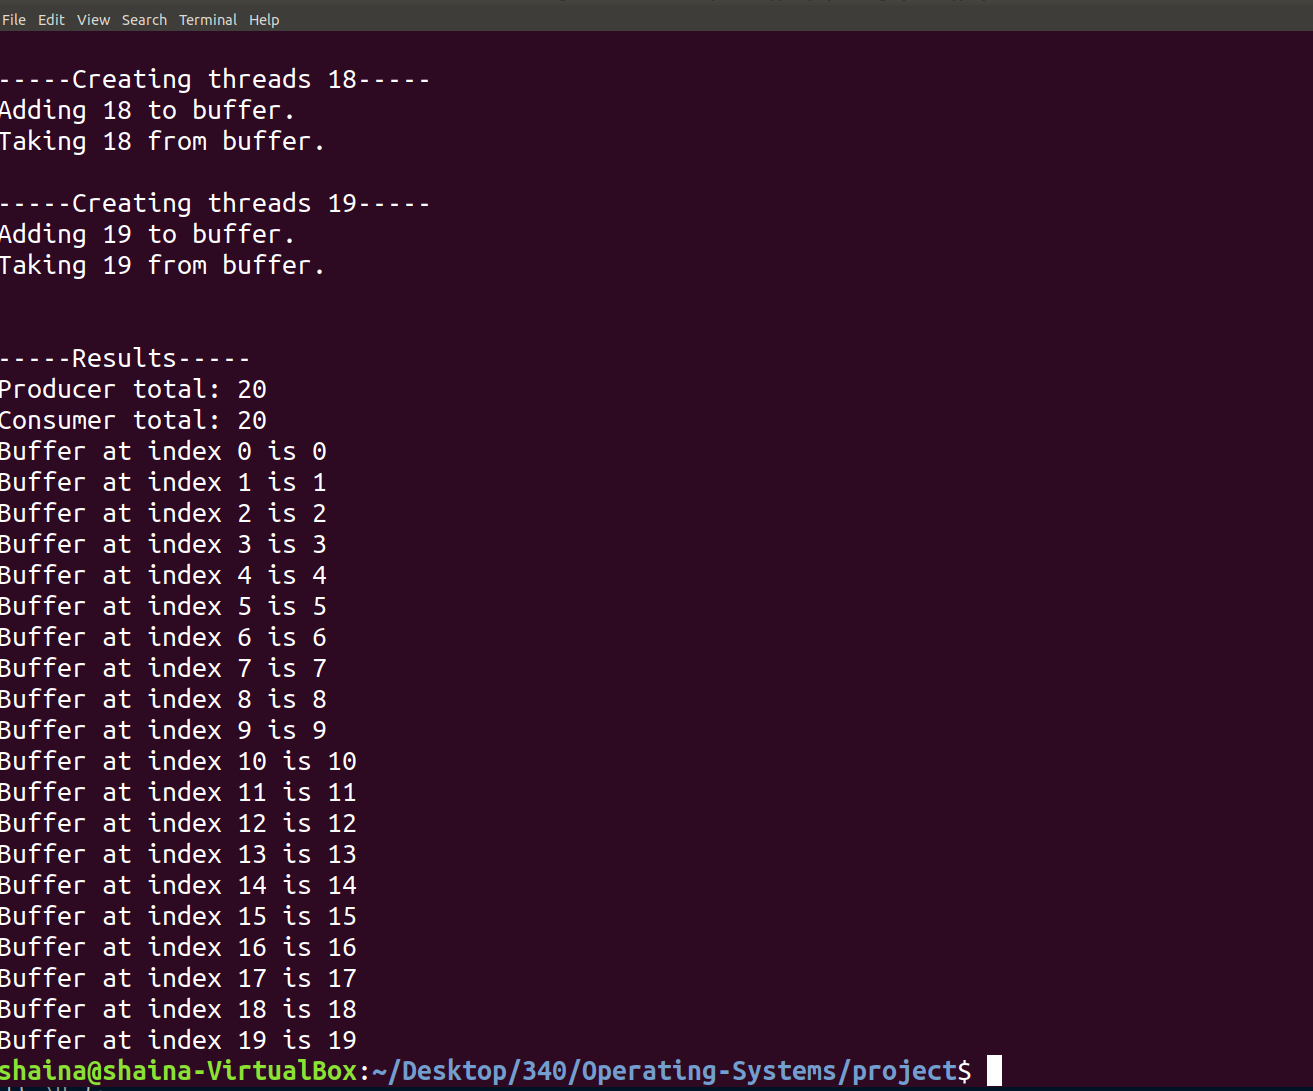 File Edit View Search Terminal Help
-----Creating threads 18-----
Adding 18 to buffer.
Taking 18 from buffer.
-----Creating threads 19-----
Adding 19 to buffer.
Taking 19 from buffer.
-----Results-----
Producer total: 20
Consumer total: 20
Buffer at index 0 is 0
Buffer at index 1 is 1
Buffer at index 2 is 2
Buffer at index 3 is 3
Buffer at index 4 is 4
Buffer at index 5 is 5
Buffer at index 6 is 6
Buffer at index 7 is 7
Buffer at index 8 is 8
Buffer at index 9 is 9
Buffer at index 10 is 10
Buffer at index 11 is 11
Buffer at index 12 is 12
Buffer at index 13 is 13
Buffer at index 14 is 14
Buffer at index 15 is 15
Buffer at index 16 is 16
Buffer at index 17 is 17
Buffer at index 18 is 18
Buffer at index 19 is 19
shaina@shaina-VirtualBox:~/Desktop/340/Operating-Systems/project$